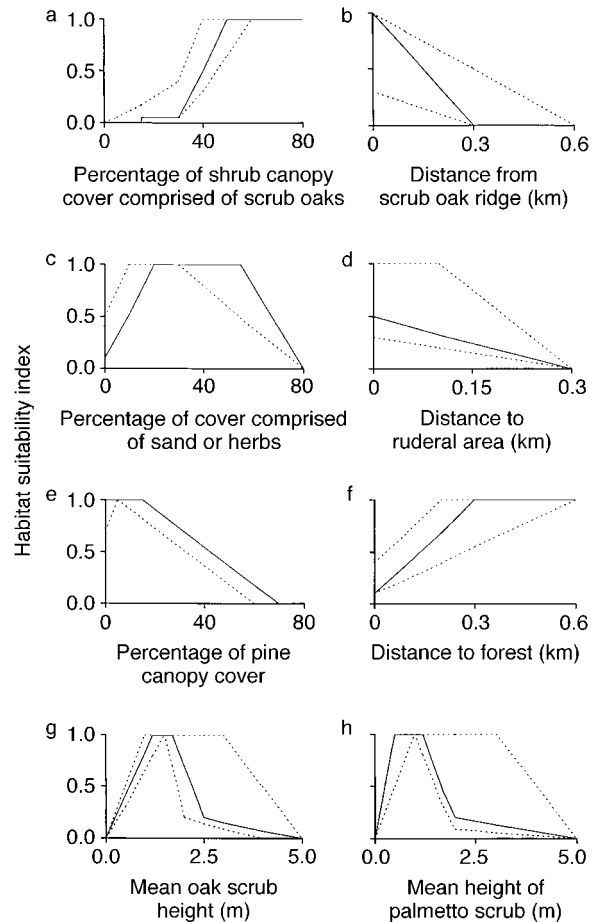 a
1.0
0.5
0.0
0 40 80
Percentage of shrub canopy
cover comprised of scrub oaks
b
0 0.3 0.6
Distance from
scrub oak ridge (km)
c
1.0
0.5
0.0
0 40 80
Percentage of cover comprised
of sand or herbs
d
0 0.15 0.3
Distance to
ruderal area (km)
Habitat suitability index
e
1.0
0.5
0
0 40 80
Percentage of pine
canopy cover
f
0 0.3 0.6
Distance to forest (km)
g
1.0
0.5
0.0
0.0 2.5 5.0
Mean oak scrub
height (m)
h
0.0 2.5 5.0
Mean height of
palmetto scrub (m)